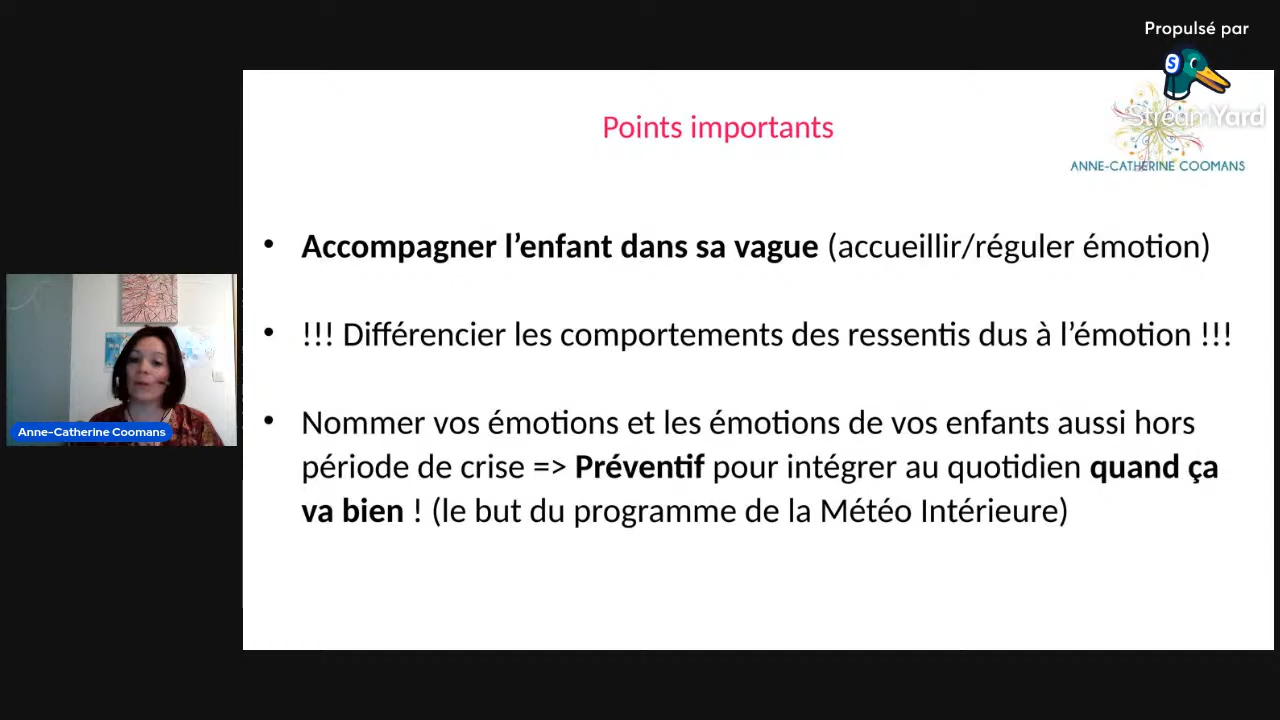 Propulsé par
StreamYard
Points importants
ANNE-CATHERINE COOMANS
• Accompagner l’enfant dans sa vague (accueillir/réguler émotion)
• !!! Différencier les comportements des ressentis dus à l’émotion !!!
• Nommer vos émotions et les émotions de vos enfants aussi hors
période de crise => Préventif pour intégrer au quotidien quand ça
va bien ! (le but du programme de la Météo Intérieure)
Anne-Catherine Coomans